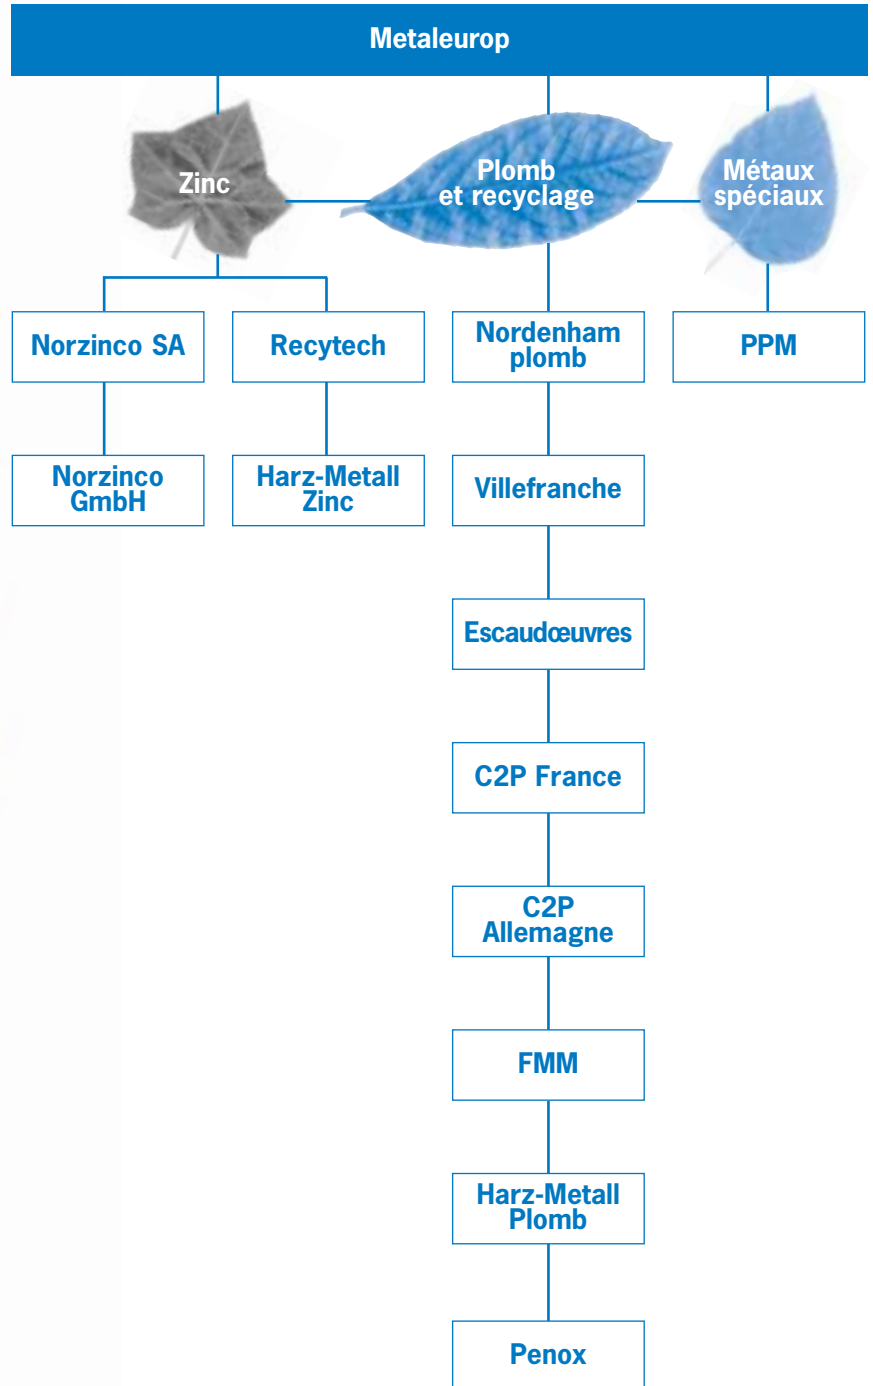 Metaleurop
Zinc
Plomb
et recyclage
Métaux
spéciaux
Norzinco SA
Recytech
Nordenham
plomb
PPM
Norzinco
GmbH
Harz-Metall
Zinc
Villefranche
Escaudœuvres
C2P France
C2P
Allemagne
FMM
Harz-Metall
Plomb
Penox